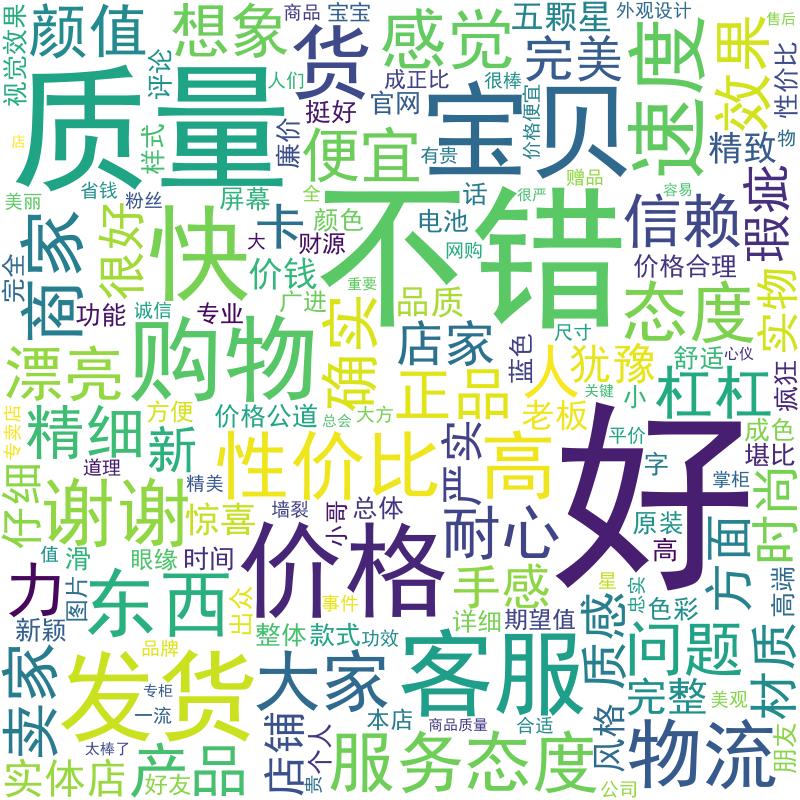 视觉效果
颜值
评论
想象
商品
宝宝
人们
货
感觉
成正比
很棒
官网
挺好
五颗星
外观设计
完美
价格便宜
速度
效果
售后
性价比
物
质量
宝贝
样式
廉价
便宜
有贵
精致
店
美丽
省钱
粉丝
屏幕
全
不错
赠品
很严
容易
瑕疵
商家
很好
快
卡
颜色
话
电池
信赖
完全
大
财源
网购
价格合理
价钱
重要
功能
诚信
专业
广进
品质
态度
实物
购物
确实
店家
蓝色
尺寸
漂亮
正品
人
犹豫
舒适
心仪
疯狂
关键
小
杠杠
专卖店
精细
方便
价格公道
总会
大方
老板
成色
新
性价比
高
严实
平价
堪比
道理
字
掌柜
仔细
谢谢
精美
惊喜
墙裂
小哥
总体
耐心
好
原装
方面
时尚
值
滑
眼缘
时间
价格
高
力
图片
东西
出众
事件
手感
星
忠实
色彩
高端
新颖
整体
款式
功效
详细
期望值
质感
问题
材质
卖家
发货
品牌
大家
客服
专柜
一流
店铺
本店
商品质量
合适
风格
完整
美观
太棒了
实体店
产品
好友
贵
个人
服务态度
公司
物流
朋友